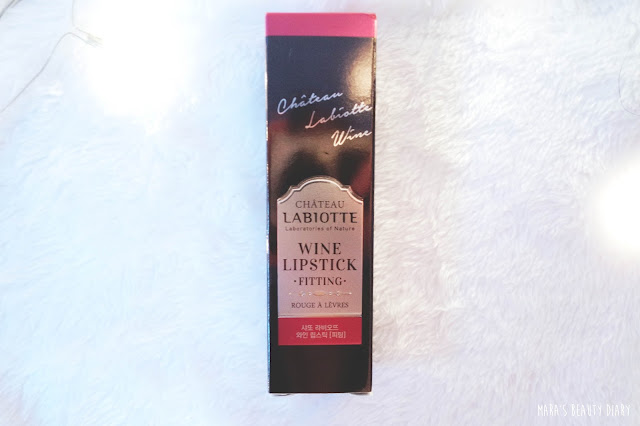 Château
Labiotte
Wine
CHÂTEAU
LABIOTTE
Laboratories of Nature
WINE
LIPSTICK
·FITTING·
ROUGE À LÈVRES
샤또 라비오뜨
와인 립스틱 [피팅]
MARA'S BEAUTY DIARY